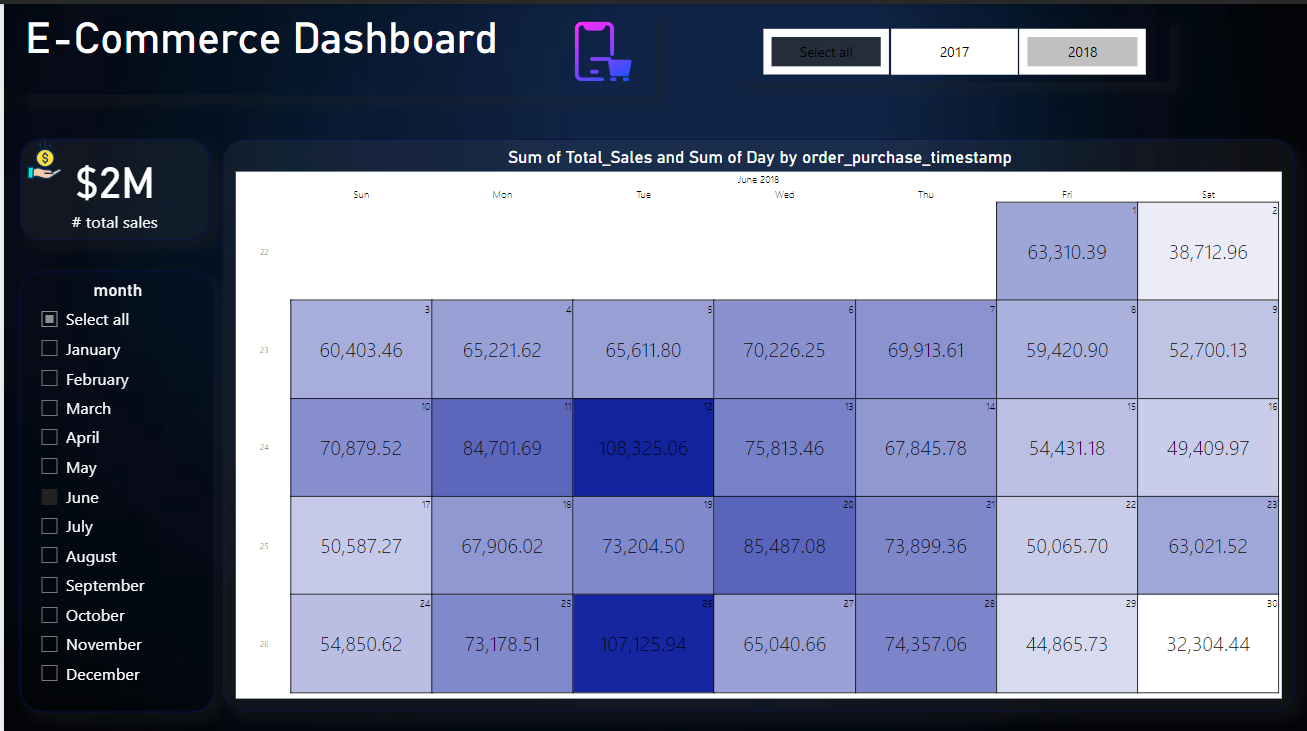 E-Commerce Dashboard
Select all 2017 2018
$2M
# total sales
month
Select all
January
February
March
April
May
June
July
August
September
October
November
December
Sum of Total_Sales and Sum of Day by order_purchase_timestamp
June 2018
Sun Mon Tue Wed Thu Fri Sat
1 2
22 63,310.39 38,712.96
3 4 5 6 7 8 9
23 60,403.46 65,221.62 65,611.80 70,226.25 69,913.61 59,420.90 52,700.13
10 11 12 13 14 15 16
24 70,879.52 84,701.69 108,325.06 75,813.46 67,845.78 54,431.18 49,409.97
17 18 19 20 21 22 23
25 50,587.27 67,906.02 73,204.50 85,487.08 73,899.36 50,065.70 63,021.52
24 25 26 27 28 29 30
26 54,850.62 73,178.51 107,125.94 65,040.66 74,357.06 44,865.73 32,304.44